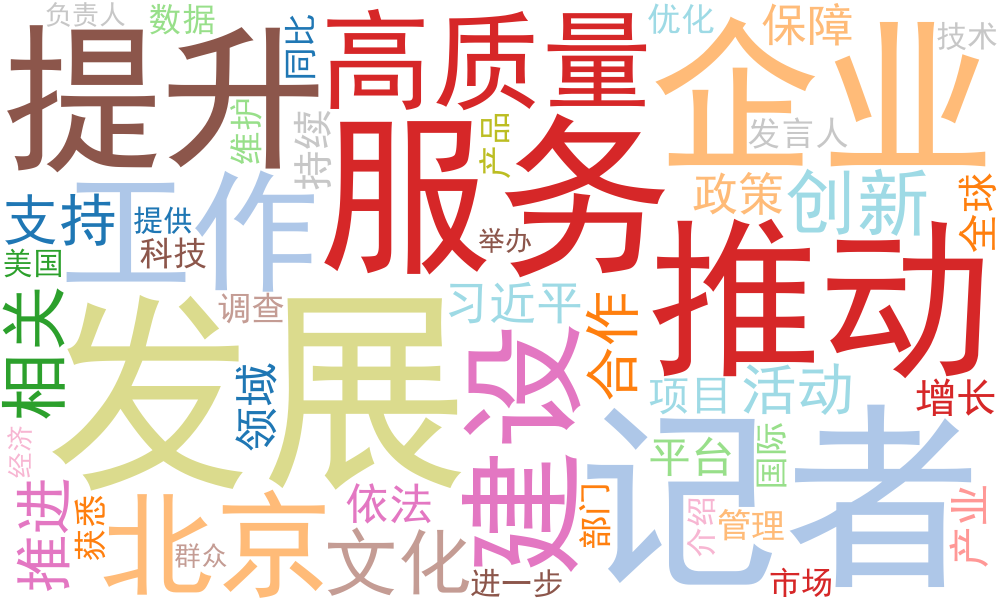 负责人
数据
同比
高质量
优化
企业
保障
技术
提升
维护
持续
服务
产品
发言人
工作
支持
提供
科技
美国
举办
政策
创新
全球
推动
相关
调查
习近平
合作
发展
建设
领域
项目
活动
增长
记者
平台
国际
经济
推进
获悉
北京
依法
群众
文化
进一步
部门
介绍
管理
市场
产业